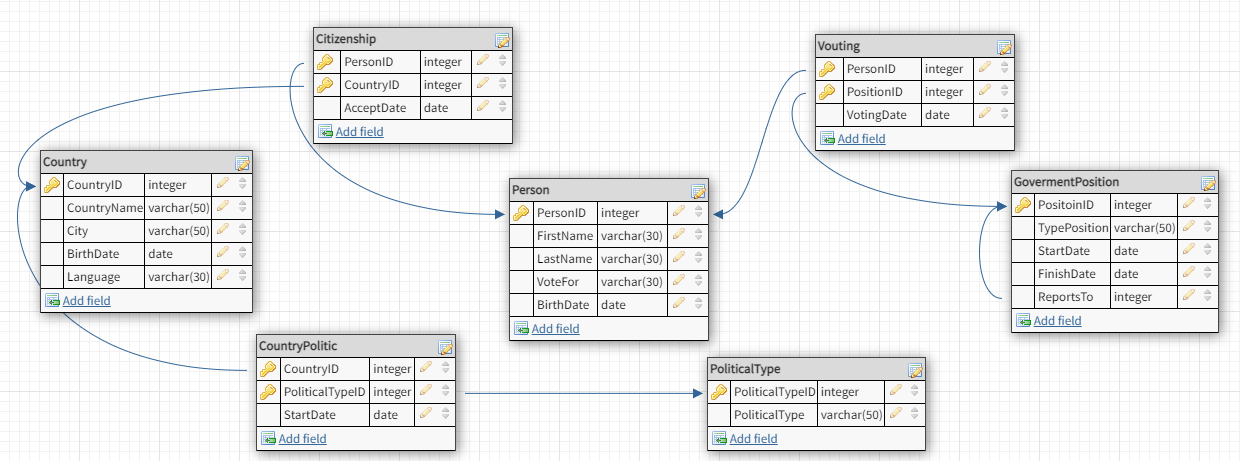 Citizenship
PersonID integer
CountryID integer
AcceptDate date
Add field
Vouting
PersonID integer
PositionID integer
VotingDate date
Add field
Country
CountryID integer
CountryName varchar(50)
City varchar(50)
BirthDate date
Language varchar(30)
Add field
Person
PersonID integer
FirstName varchar(30)
LastName varchar(30)
VoteFor varchar(30)
BirthDate date
Add field
GovermentPosition
PositoinID integer
TypePosition varchar(50)
StartDate date
FinishDate date
ReportsTo integer
Add field
CountryPolitic
CountryID integer
PoliticalTypeID integer
StartDate date
Add field
PoliticalType
PoliticalTypeID integer
PoliticalType varchar(50)
Add field